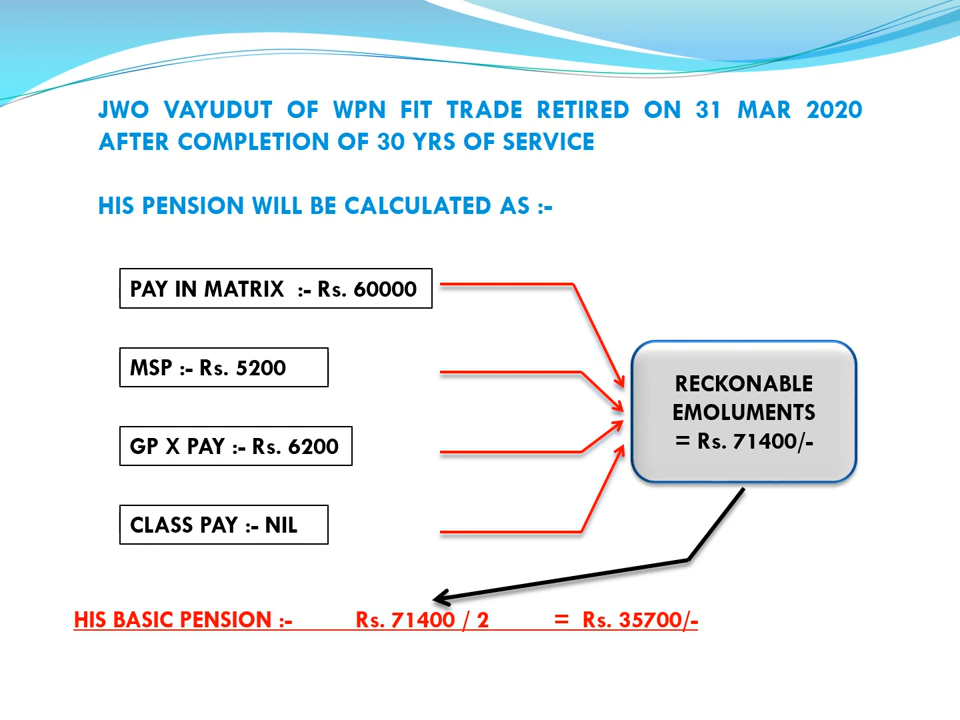 JWO VAYUDUT OF WPN FIT TRADE RETIRED ON 31 MAR 2020
AFTER COMPLETION OF 30 YRS OF SERVICE
HIS PENSION WILL BE CALCULATED AS :-
PAY IN MATRIX :- Rs. 60000
MSP :- Rs. 5200
GP X PAY :- Rs. 6200
CLASS PAY :- NIL
RECKONABLE
EMOLUMENTS
= Rs. 71400/-
HIS BASIC PENSION :- Rs. 71400 / 2 = Rs. 35700/-